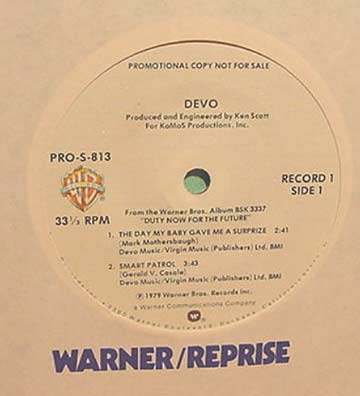 PROMOTIONAL COPY NOT FOR SALE
DEVO
Produced and Engineered by Ken Scott
For KoMoS Productions, Inc.
PRO-S-813
RECORD 1
SIDE 1
33⅓ RPM
From the Warner Bros. Album BSK 3337
"DUTY NOW FOR THE FUTURE"
1. THE DAY MY BABY GAVE ME A SURPRIZE 2:41
(Mark Mothersbaugh)
Devo Music/Virgin Music (Publishers) Ltd. BMI
2. SMART PATROL 3:43
(Gerald V. Casale)
Devo Music/Virgin Music (Publishers) Ltd. BMI
℗ 1979 Warner Bros. Records Inc.
a Warner Communications Company
WARNER/REPRISE